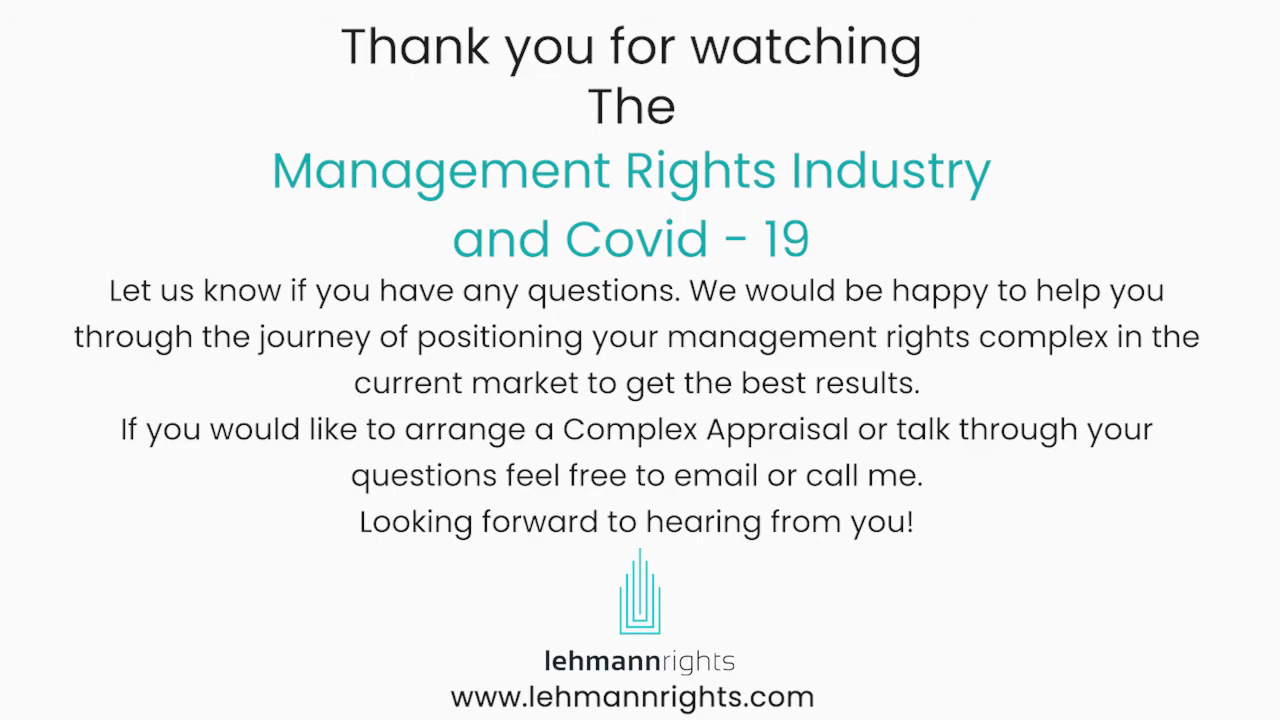 Thank you for watching
The
Management Rights Industry
and Covid - 19
Let us know if you have any questions. We would be happy to help you
through the journey of positioning your management rights complex in the
current market to get the best results.
If you would like to arrange a Complex Appraisal or talk through your
questions feel free to email or call me.
Looking forward to hearing from you!
lehmannrights
www.lehmannrights.com